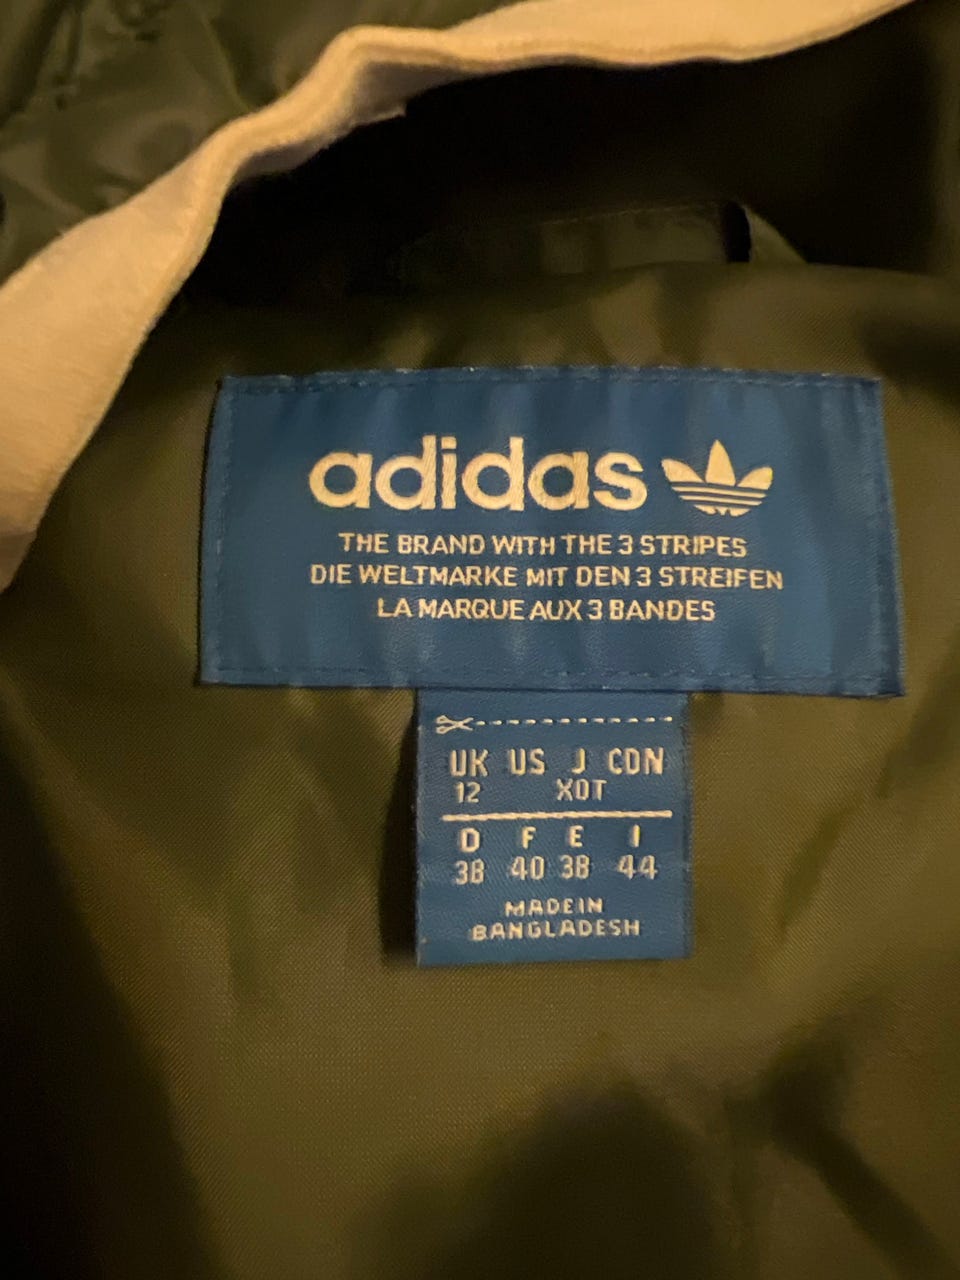 adidas
THE BRAND WITH THE 3 STRIPES
DIE WELTMARKE MIT DEN 3 STREIFEN
LA MARQUE AUX 3 BANDES
UK US J CDN
12 XOT
D F E I
38 40 38 44
MADE IN
BANGLADESH